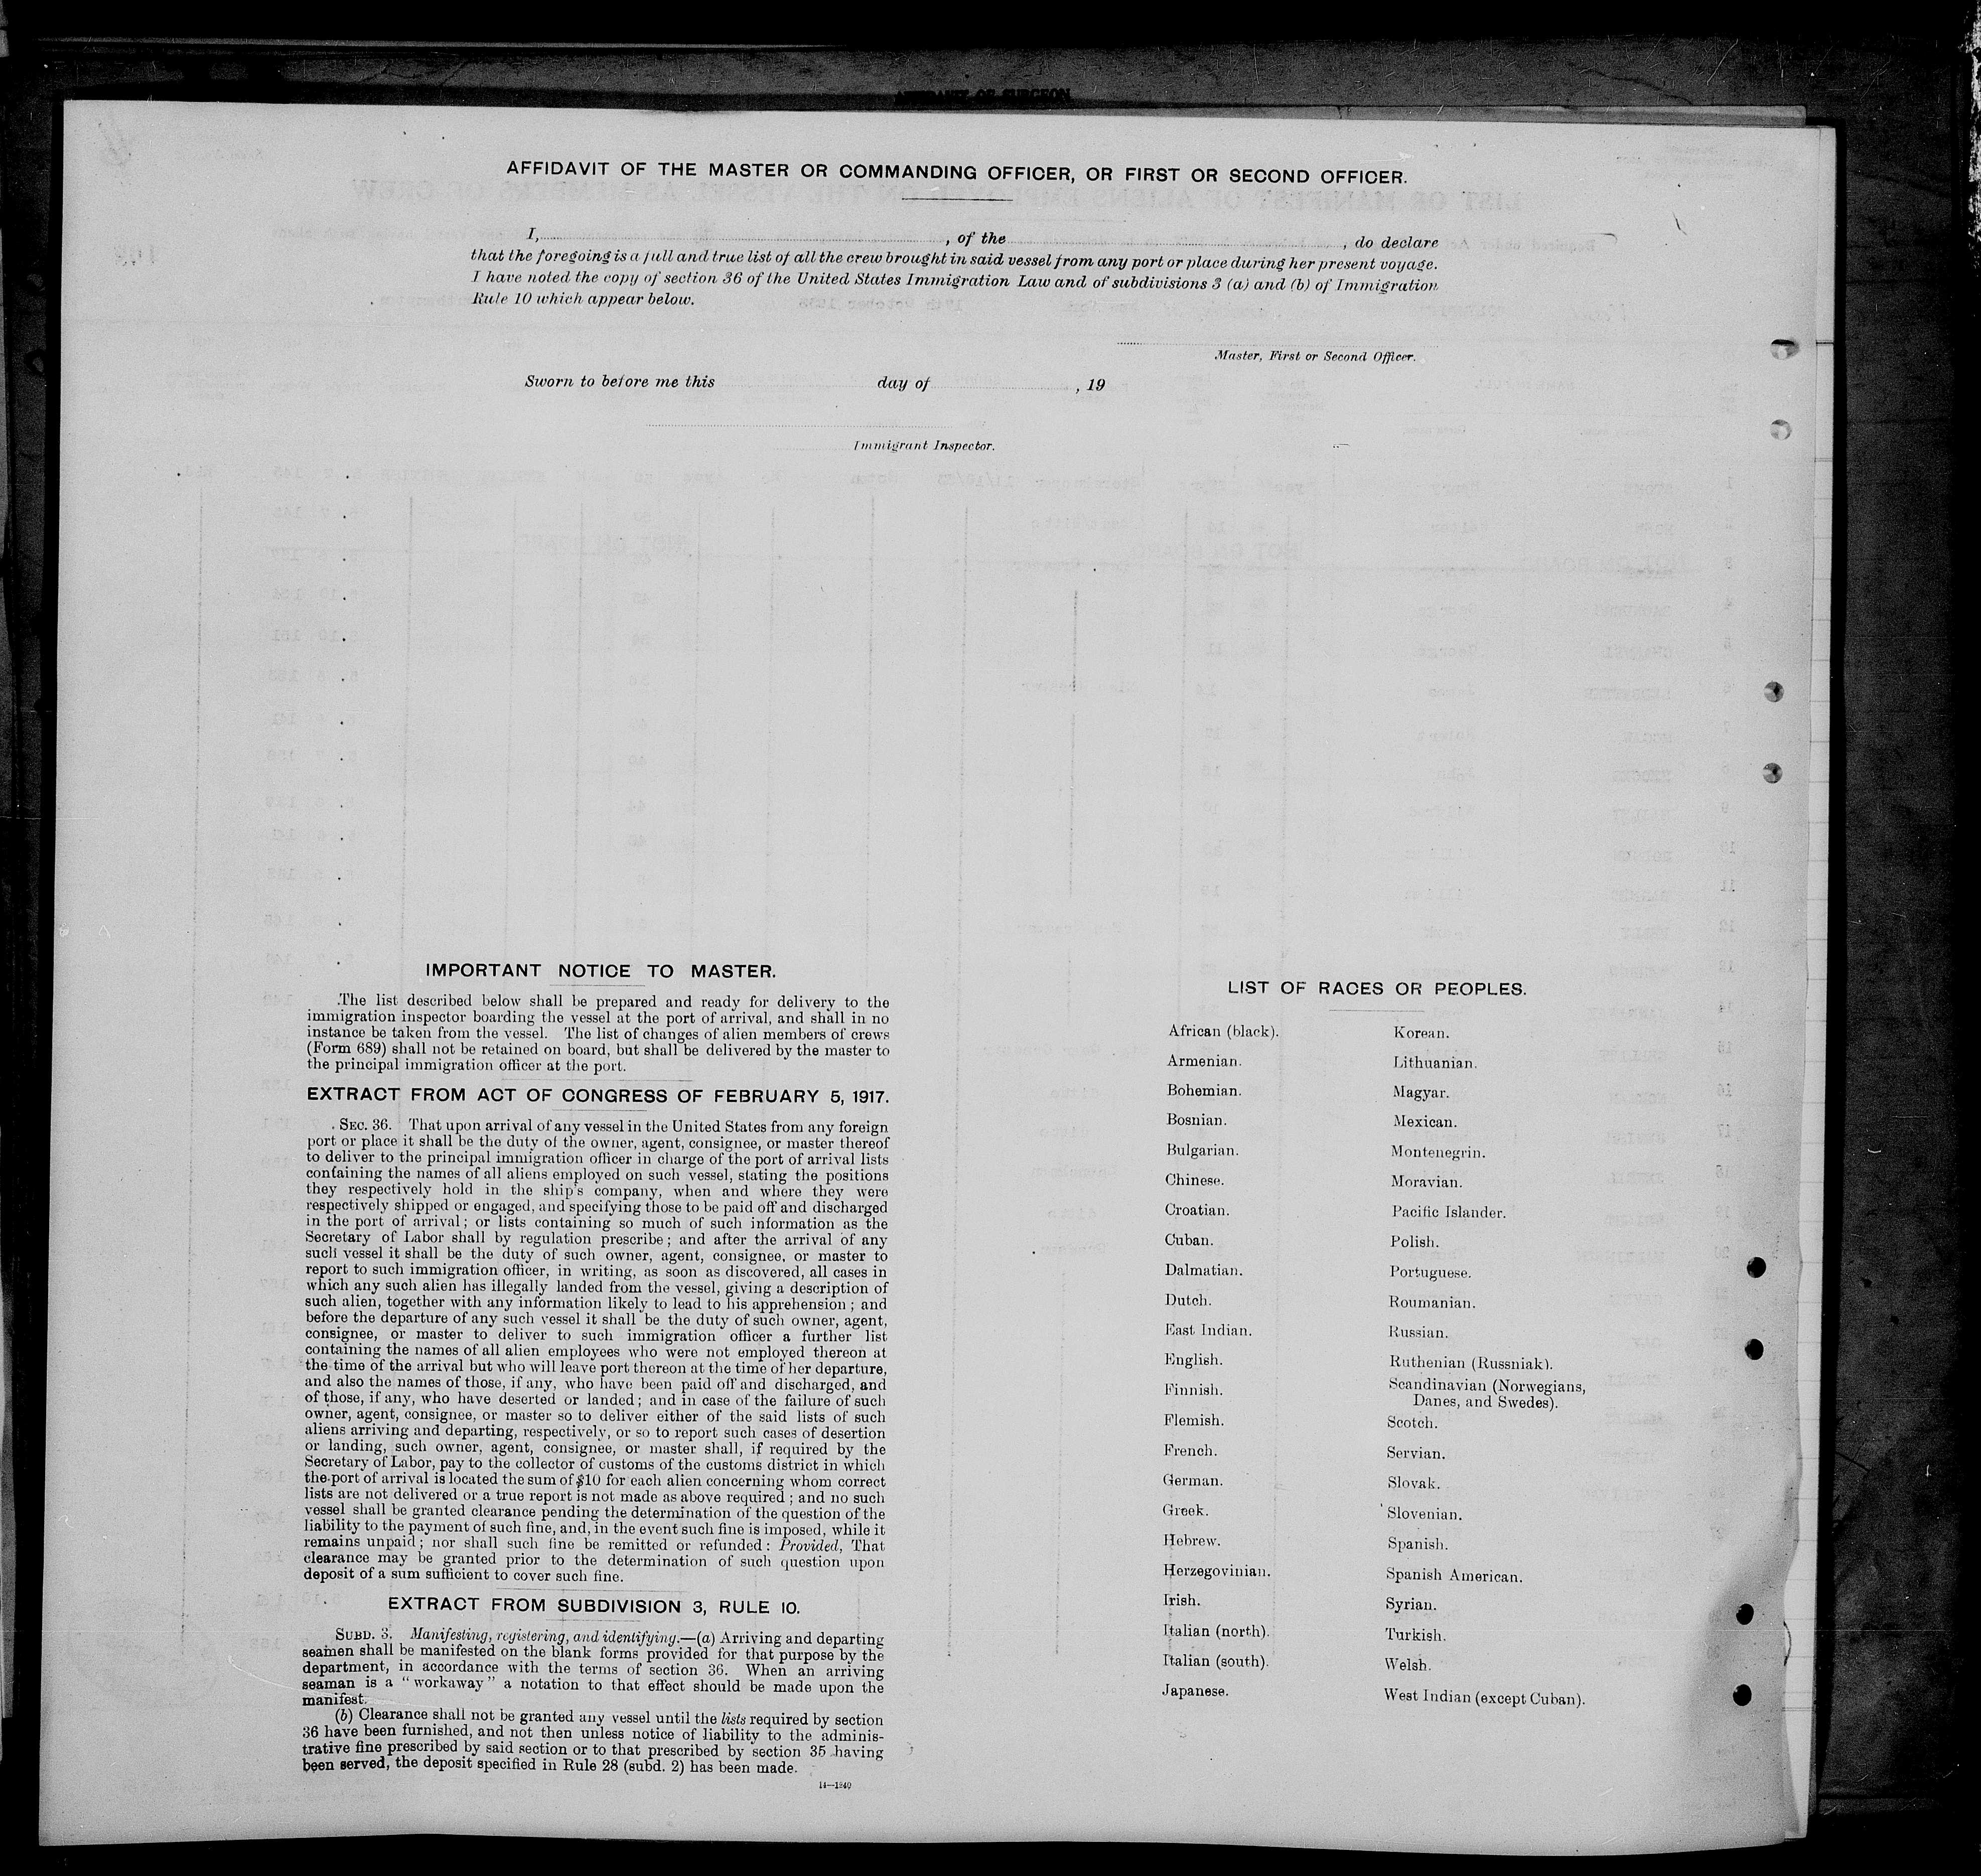 AFFIDAVIT OF SURGEON
AFFIDAVIT OF THE MASTER OR COMMANDING OFFICER, OR FIRST OR SECOND OFFICER.
I, , of the , do declare
that the foregoing is a full and true list of all the crew brought in said vessel from any port or place during her present voyage.
I have noted the copy of section 36 of the United States Immigration Law and of subdivisions 3 (a) and (b) of Immigration
Rule 10 which appear below.
Master, First or Second Officer.
Sworn to before me this day of , 19
Immigrant Inspector.
IMPORTANT NOTICE TO MASTER.
The list described below shall be prepared and ready for delivery to the
immigration inspector boarding the vessel at the port of arrival, and shall in no
instance be taken from the vessel. The list of changes of alien members of crews
(Form 689) shall not be retained on board, but shall be delivered by the master to
the principal immigration officer at the port.
EXTRACT FROM ACT OF CONGRESS OF FEBRUARY 5, 1917.
SEC. 36. That upon arrival of any vessel in the United States from any foreign
port or place it shall be the duty of the owner, agent, consignee, or master thereof
to deliver to the principal immigration officer in charge of the port of arrival lists
containing the names of all aliens employed on such vessel, stating the positions
they respectively hold in the ship's company, when and where they were
respectively shipped or engaged, and specifying those to be paid off and discharged
in the port of arrival; or lists containing so much of such information as the
Secretary of Labor shall by regulation prescribe; and after the arrival of any
such vessel it shall be the duty of such owner, agent, consignee, or master to
report to such immigration officer, in writing, as soon as discovered, all cases in
which any such alien has illegally landed from the vessel, giving a description of
such alien, together with any information likely to lead to his apprehension; and
before the departure of any such vessel it shall be the duty of such owner, agent,
consignee, or master to deliver to such immigration officer a further list
containing the names of all alien employees who were not employed thereon at
the time of the arrival but who will leave port thereon at the time of her departure,
and also the names of those, if any, who have been paid off and discharged, and
of those, if any, who have deserted or landed; and in case of the failure of such
owner, agent, consignee, or master so to deliver either of the said lists of such
aliens arriving and departing, respectively, or so to report such cases of desertion
or landing, such owner, agent, consignee, or master shall, if required by the
Secretary of Labor, pay to the collector of customs of the customs district in which
the port of arrival is located the sum of $10 for each alien concerning whom correct
lists are not delivered or a true report is not made as above required; and no such
vessel shall be granted clearance pending the determination of the question of the
liability to the payment of such fine, and, in the event such fine is imposed, while it
remains unpaid; nor shall such fine be remitted or refunded: Provided, That
clearance may be granted prior to the determination of such question upon
deposit of a sum sufficient to cover such fine.
EXTRACT FROM SUBDIVISION 3, RULE 10.
SUBD. 3. Manifesting, registering, and identifying.—(a) Arriving and departing
seamen shall be manifested on the blank forms provided for that purpose by the
department, in accordance with the terms of section 36. When an arriving
seaman is a "workaway" a notation to that effect should be made upon the
manifest.
(b) Clearance shall not be granted any vessel until the lists required by section
36 have been furnished, and not then unless notice of liability to the adminis-
trative fine prescribed by said section or to that prescribed by section 35 having
been served, the deposit specified in Rule 28 (subd. 2) has been made.
14—1240
LIST OF RACES OR PEOPLES.
African (black).
Armenian.
Bohemian.
Bosnian.
Bulgarian.
Chinese.
Croatian.
Cuban.
Dalmatian.
Dutch.
East Indian.
English.
Finnish.
Flemish.
French.
German.
Greek.
Hebrew.
Herzegovinian.
Irish.
Italian (north).
Italian (south).
Japanese.
Korean.
Lithuanian.
Magyar.
Mexican.
Montenegrin.
Moravian.
Pacific Islander.
Polish.
Portuguese.
Roumanian.
Russian.
Ruthenian (Russniak).
Scandinavian (Norwegians,
Danes, and Swedes).
Scotch.
Servian.
Slovak.
Slovenian.
Spanish.
Spanish American.
Syrian.
Turkish.
Welsh.
West Indian (except Cuban).